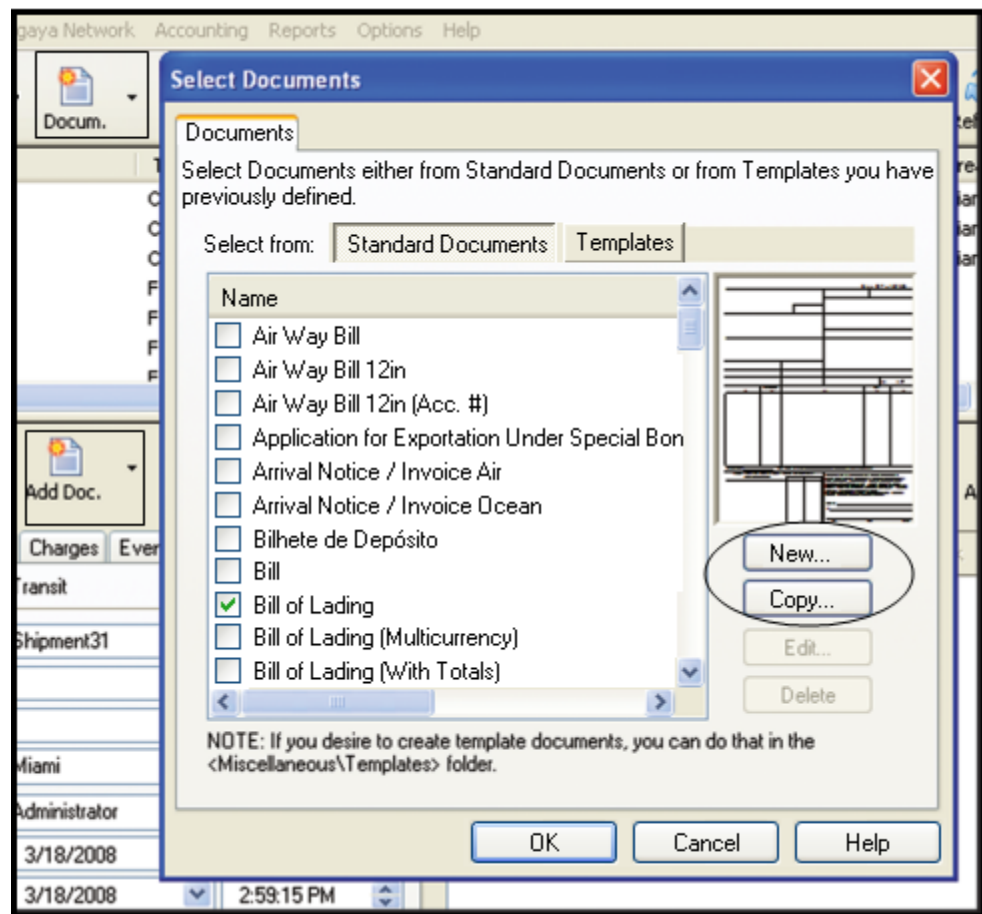 gaya Network Accounting Reports Options Help
Select Documents
Docum.
Documents
Select Documents either from Standard Documents or from Templates you have
previously defined.
Select from: Standard Documents Templates
Name
Air Way Bill
Air Way Bill 12in
Air Way Bill 12in (Acc. #)
Application for Exportation Under Special Bon
Arrival Notice / Invoice Air
Arrival Notice / Invoice Ocean
Bilhete de Depósito
Bill
Bill of Lading
Bill of Lading (Multicurrency)
Bill of Lading (With Totals)
New...
Copy...
Edit...
Delete
NOTE: If you desire to create template documents, you can do that in the
<Miscellaneous\Templates> folder.
OK Cancel Help
Add Doc.
Charges Even
Transit
Shipment31
Miami
Administrator
3/18/2008
3/18/2008 2:59:15 PM